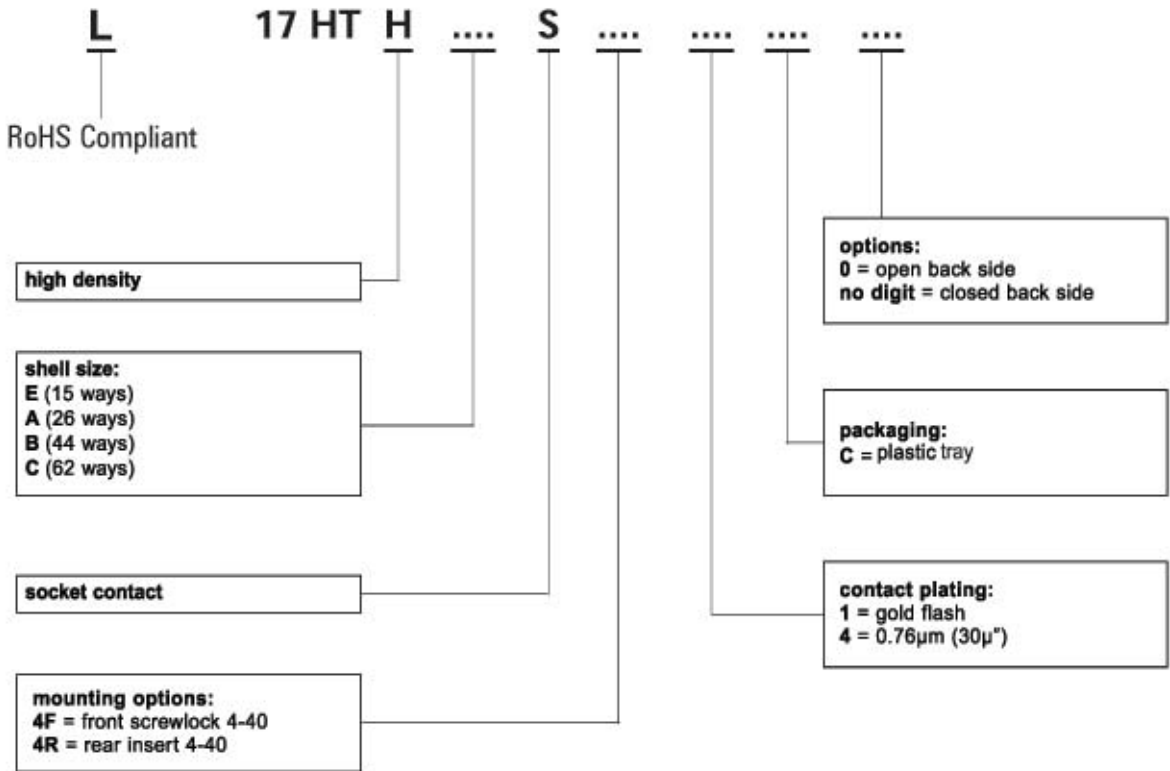 L 17 HT H .... S .... .... .... ....
RoHS Compliant
high density
shell size:
E (15 ways)
A (26 ways)
B (44 ways)
C (62 ways)
socket contact
mounting options:
4F = front screwlock 4-40
4R = rear insert 4-40
options:
0 = open back side
no digit = closed back side
packaging:
C = plastic tray
contact plating:
1 = gold flash
4 = 0.76µm (30µ")